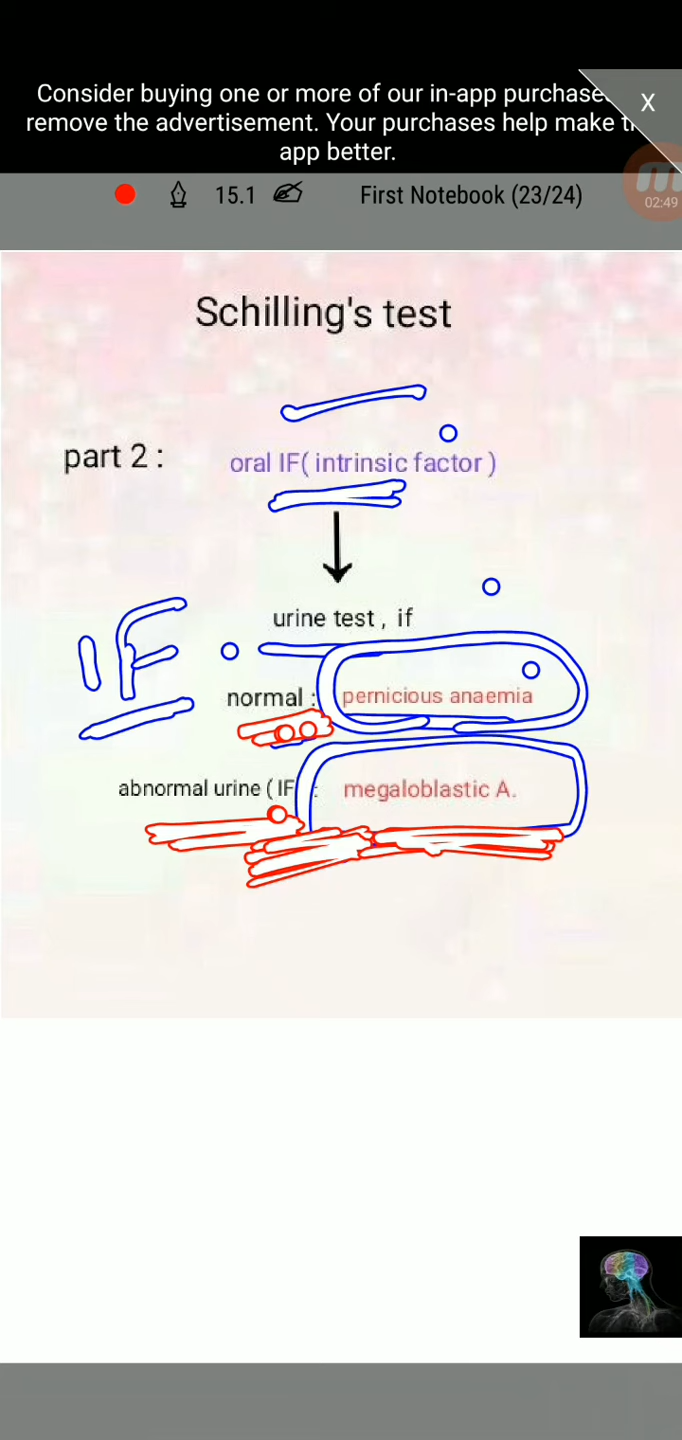 Consider buying one or more of our in-app purchase
remove the advertisement. Your purchases help make
app better.
X
15.1 First Notebook (23/24)
02:49
Schilling's test
part 2 : oral IF( intrinsic factor )
urine test , if
IF
normal : pernicious anaemia
abnormal urine ( IF : megaloblastic A.